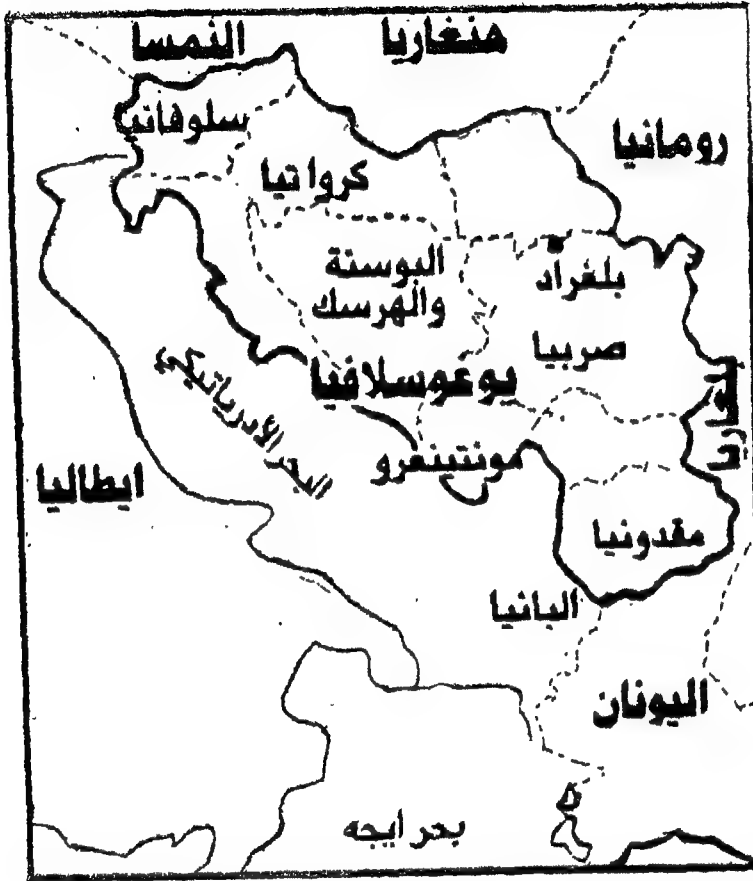 النمسا
هنغاريا
سلوفانيا
رومانيا
كرواتيا
البوسنة
والهرسك
بلغراد
صربيا
يوغوسلافيا
بلغاريا
البحر الأدرياتيكي
مونتينغرو
ايطاليا
مقدونيا
البانيا
اليونان
بحر ايجه